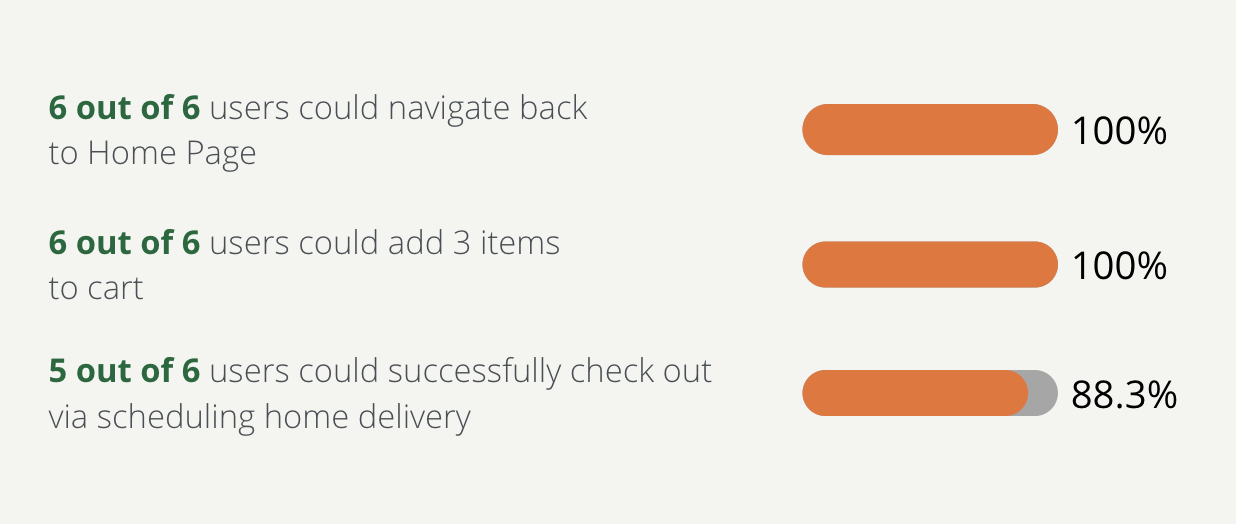 6 out of 6 users could navigate back
to Home Page
100%
6 out of 6 users could add 3 items
to cart
100%
5 out of 6 users could successfully check out
via scheduling home delivery
88.3%